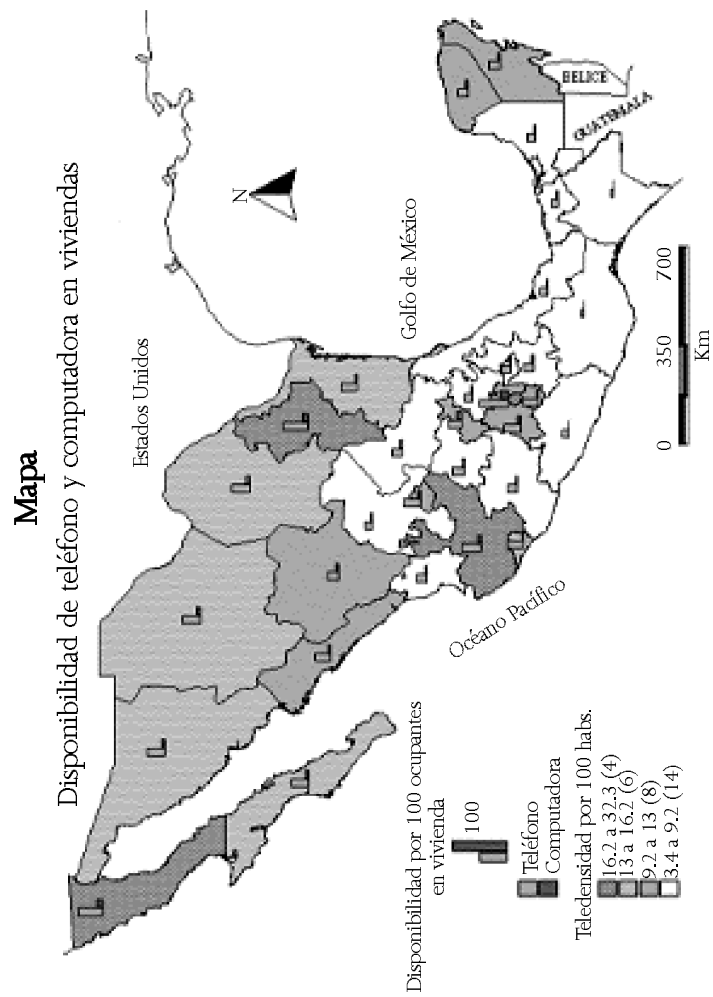 Mapa
Disponibilidad de teléfono y computadora en viviendas
Estados Unidos
N
Golfo de México
BELICE
GUATEMALA
Océano Pacífico
Disponibilidad por 100 ocupantes
en vivienda
100
Teléfono
Computadora
Teledensidad por 100 habs.
16.2 a 32.3 (4)
13 a 16.2 (6)
9.2 a 13 (8)
3.4 a 9.2 (14)
0 350 700
Km